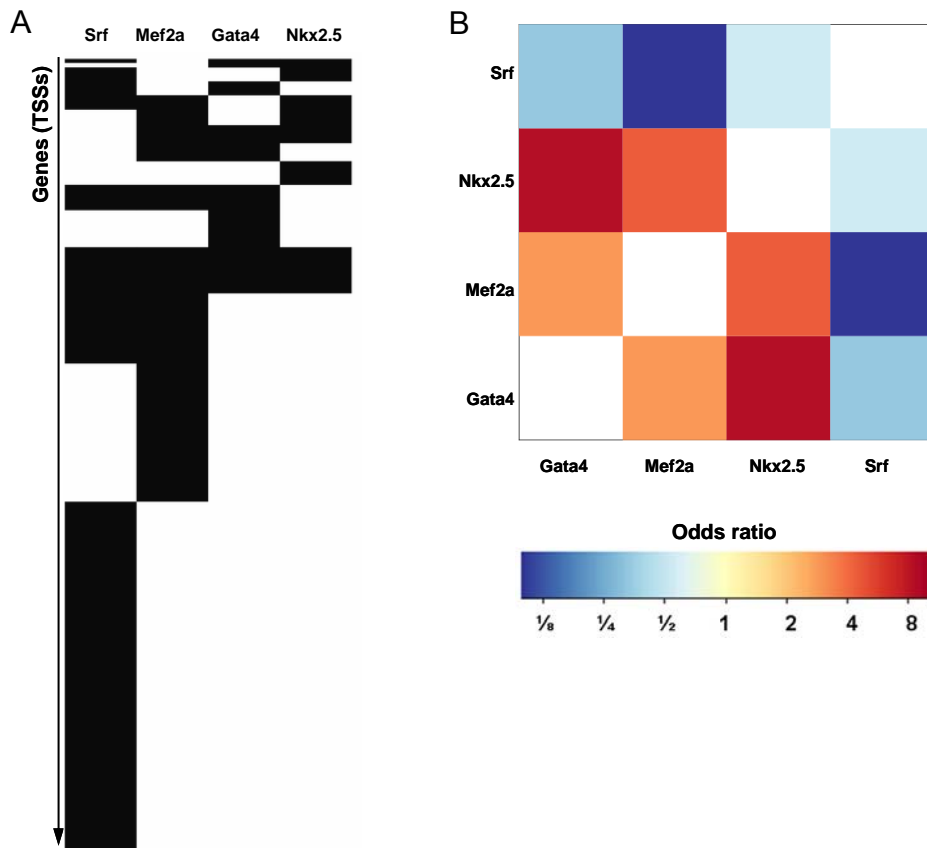 A
Srf Mef2a Gata4 Nkx2.5
Genes (TSSs)
B
Srf
Nkx2.5
Mef2a
Gata4
Gata4 Mef2a Nkx2.5 Srf
Odds ratio
⅛ ¼ ½ 1 2 4 8